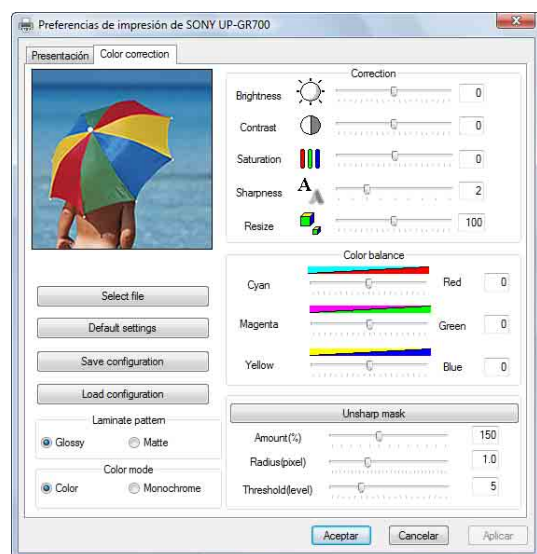 Preferencias de impresión de SONY UP-GR700
Presentación
Color correction
Correction
Brightness 0
Contrast 0
Saturation 0
Sharpness A A 2
Resize 100
Color balance
Cyan Red 0
Magenta Green 0
Yellow Blue 0
Select file
Default settings
Save configuration
Load configuration
Laminate pattern
Glossy Matte
Color mode
Color Monochrome
Unsharp mask
Amount(%) 150
Radius(pixel) 1.0
Threshold(level) 5
Aceptar Cancelar Aplicar